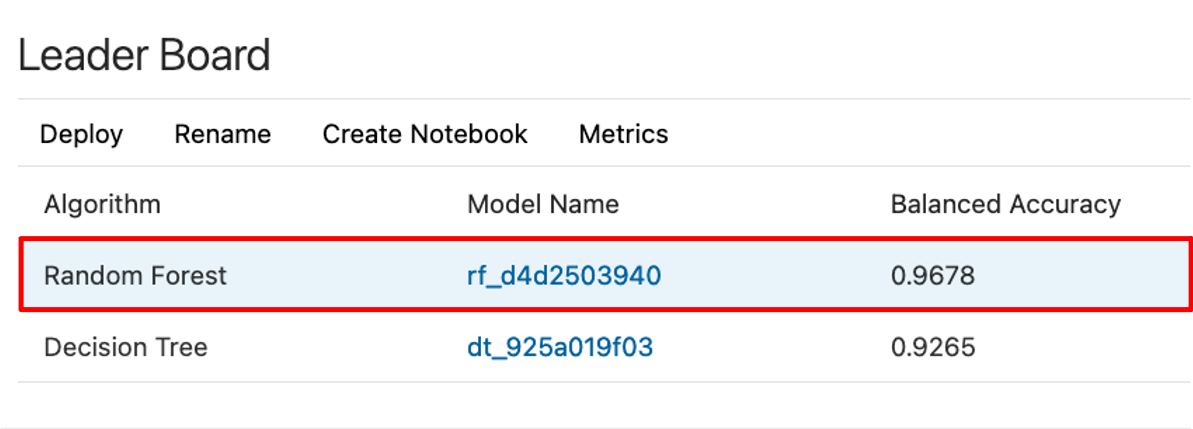 Leader Board
Deploy Rename Create Notebook Metrics
Algorithm Model Name Balanced Accuracy
Random Forest rf_d4d2503940 0.9678
Decision Tree dt_925a019f03 0.9265